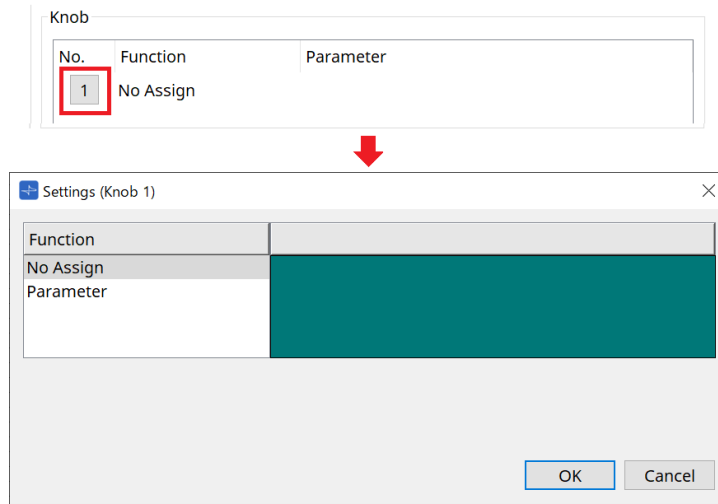 Knob
No. Function Parameter
1 No Assign
Settings (Knob 1)
Function
No Assign
Parameter
OK Cancel